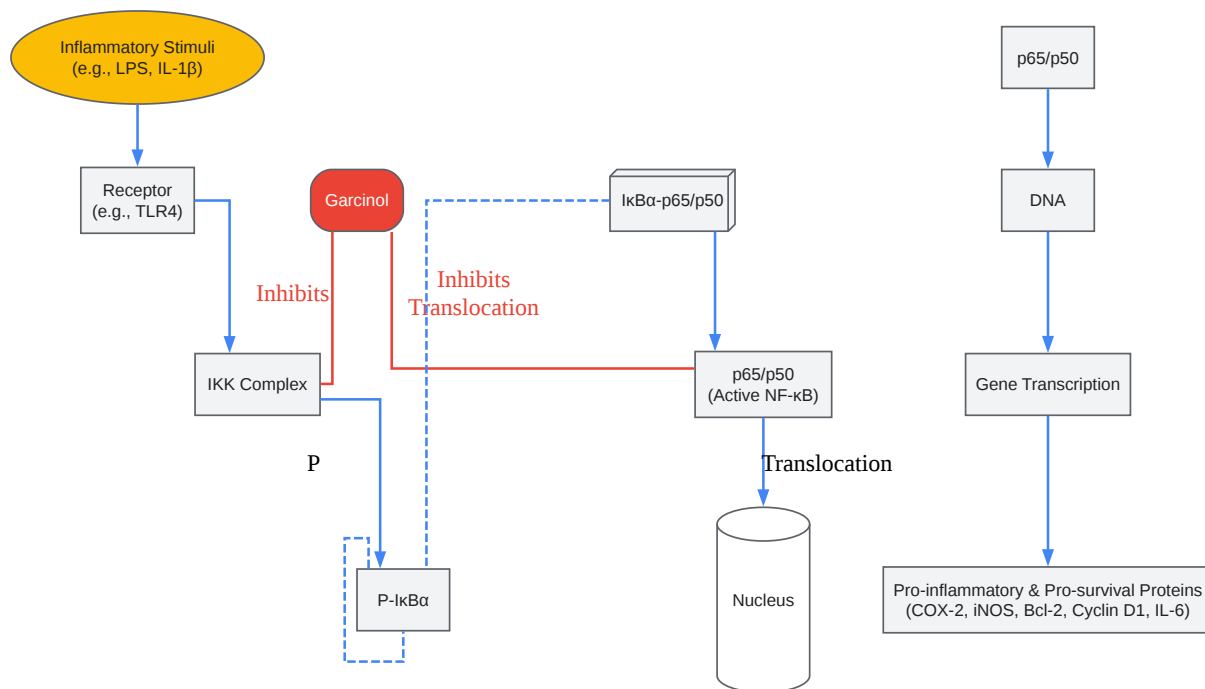 Inflammatory Stimuli
(e.g., LPS, IL-1β)
p65/p50
Receptor
(e.g., TLR4)
Garcinol
IκBα-p65/p50
DNA
Inhibits
Inhibits
Translocation
IKK Complex
p65/p50
(Active NF-κB)
Gene Transcription
P
Translocation
P-IκBα
Nucleus
Pro-inflammatory & Pro-survival Proteins
(COX-2, iNOS, Bcl-2, Cyclin D1, IL-6)